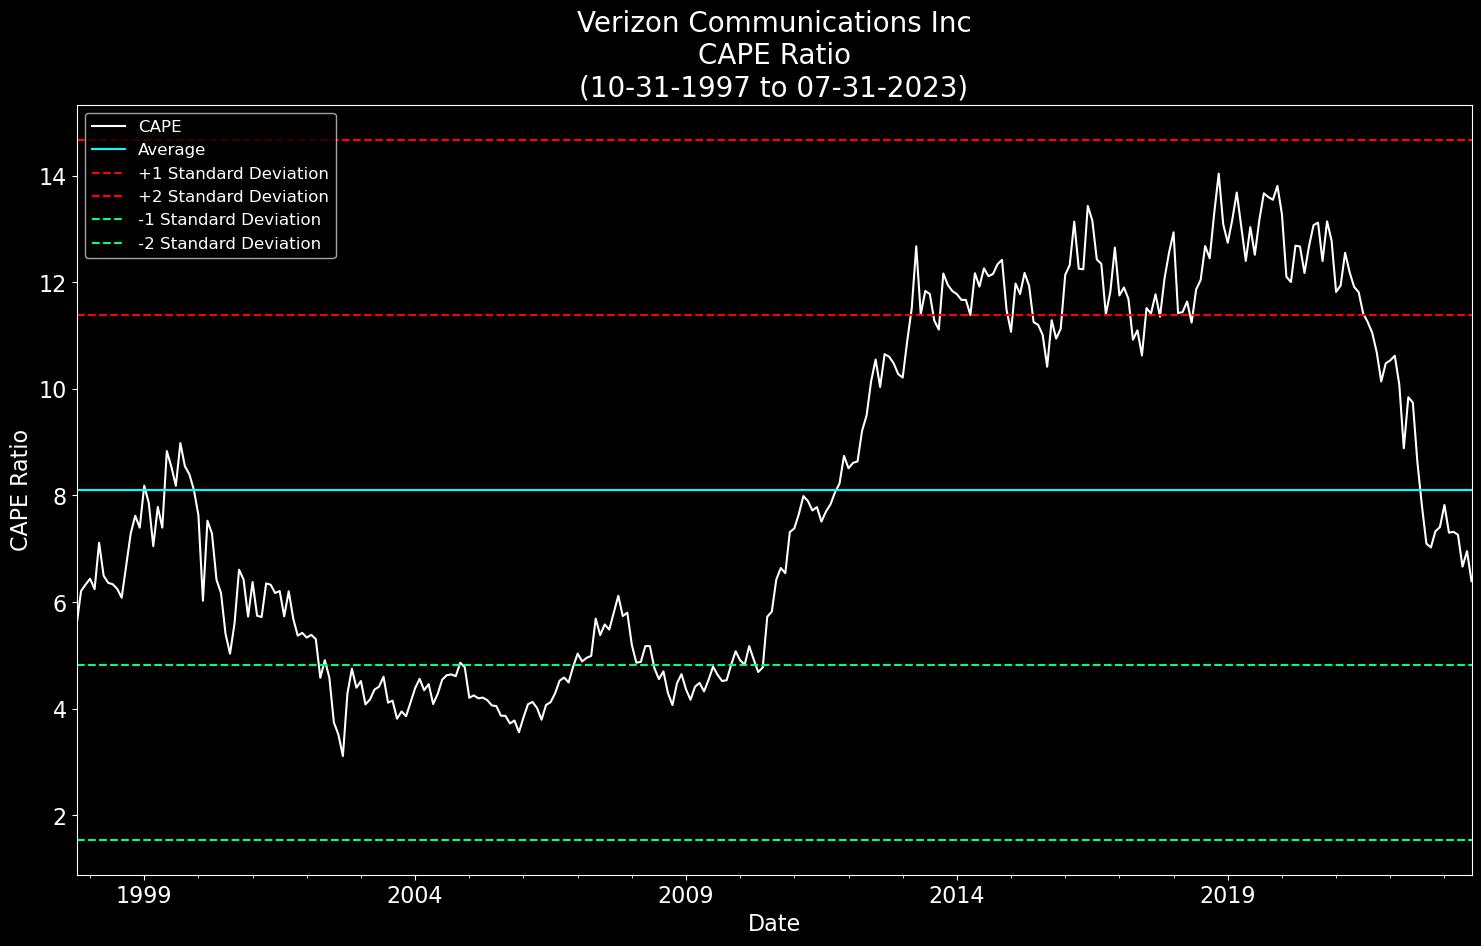 Verizon Communications Inc
CAPE Ratio
(10-31-1997 to 07-31-2023)
CAPE
Average
+1 Standard Deviation
+2 Standard Deviation
-1 Standard Deviation
-2 Standard Deviation
CAPE Ratio
14
12
10
8
6
4
2
1999
2004
2009
2014
2019
Date